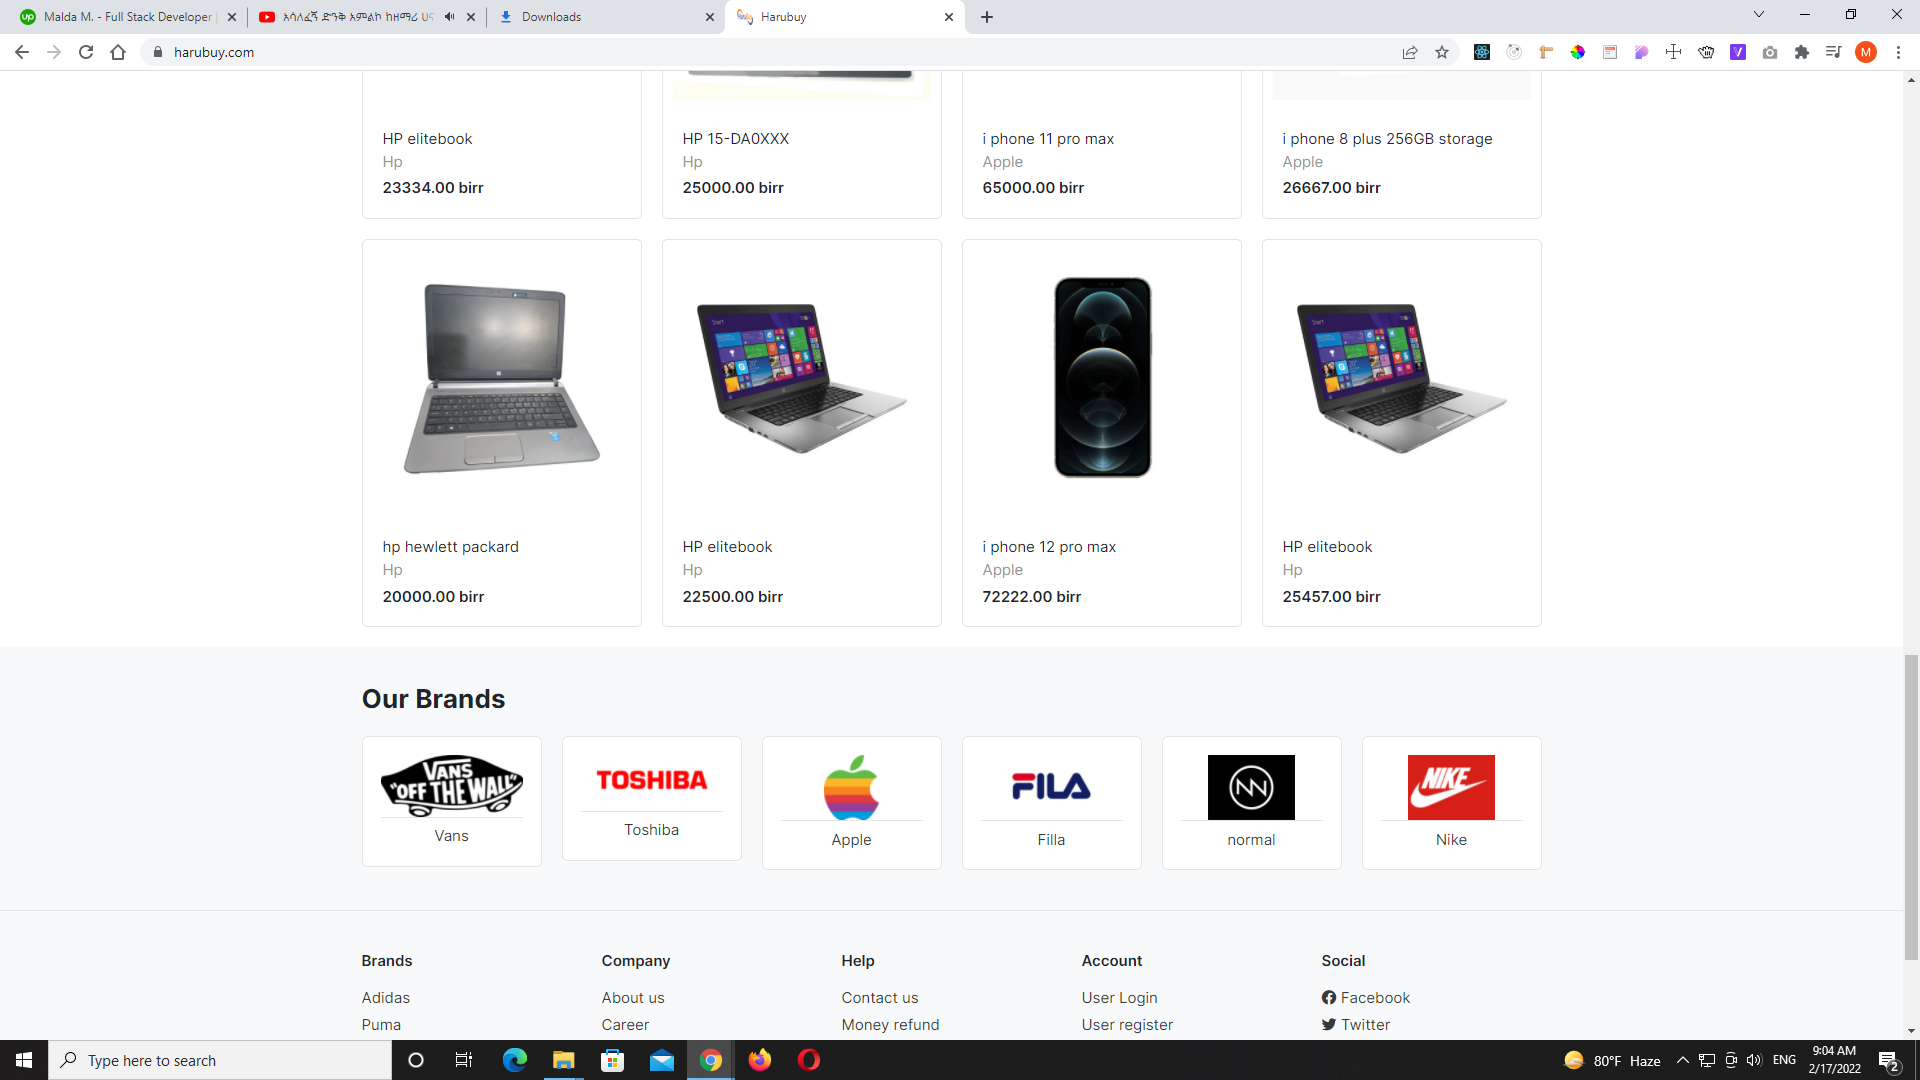 Malda M. - Full Stack Developer
አሳለፈኝ ድንቅ አምልኮ ከዘማሪ
Downloads
Harubuy
harubuy.com
M
HP elitebook
Hp
23334.00 birr
HP 15-DA0XXX
Hp
25000.00 birr
i phone 11 pro max
Apple
65000.00 birr
i phone 8 plus 256GB storage
Apple
26667.00 birr
Start
Start
hp hewlett packard
Hp
20000.00 birr
HP elitebook
Hp
22500.00 birr
i phone 12 pro max
Apple
72222.00 birr
HP elitebook
Hp
25457.00 birr
Our Brands
VANS
"OFF THE WALL"
Vans
TOSHIBA
Toshiba
Apple
FILA
Filla
normal
NIKE
Nike
Brands
Company
Help
Account
Social
Adidas
About us
Contact us
User Login
Facebook
Puma
Career
Money refund
User register
Twitter
Type here to search
80°F Haze
ENG
9:04 AM
2/17/2022
2